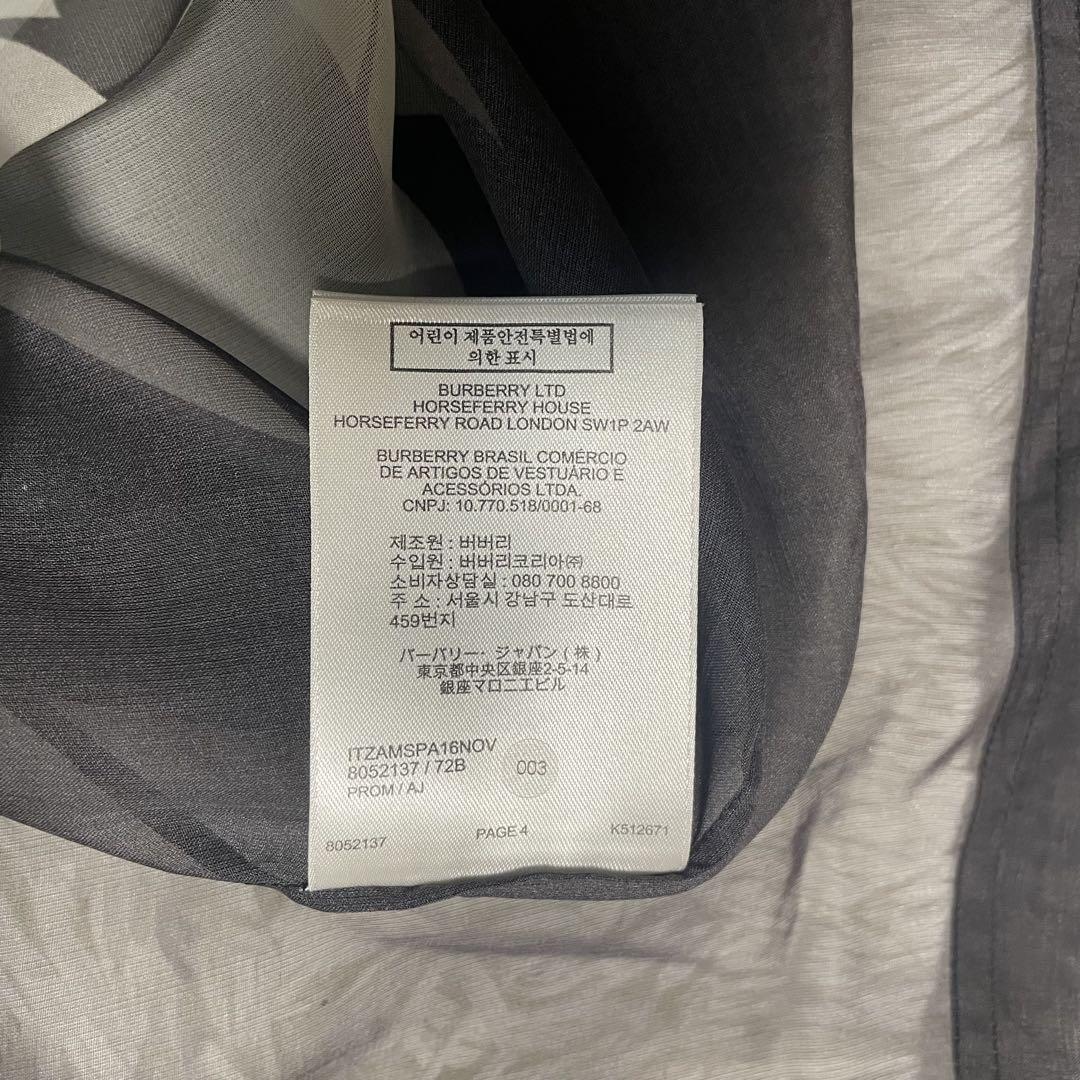 어린이 제품안전특별법에
의한 표시
BURBERRY LTD
HORSEFERRY HOUSE
HORSEFERRY ROAD LONDON SW1P 2AW
BURBERRY BRASIL COMÉRCIO
DE ARTIGOS DE VESTUÁRIO E
ACESSÓRIOS LTDA.
CNPJ: 10.770.518/0001-68
제조원 : 버버리
수입원 : 버버리코리아㈜
소비자상담실 : 080 700 8800
주 소 : 서울시 강남구 도산대르
459번지
バーバリー・ジャパン ( 株 )
東京都中央区銀座2-5-14
銀座マロニエビル
ITZAMSPA16NOV
8052137 / 72B
003
PROM / AJ
8052137
PAGE 4
K512671